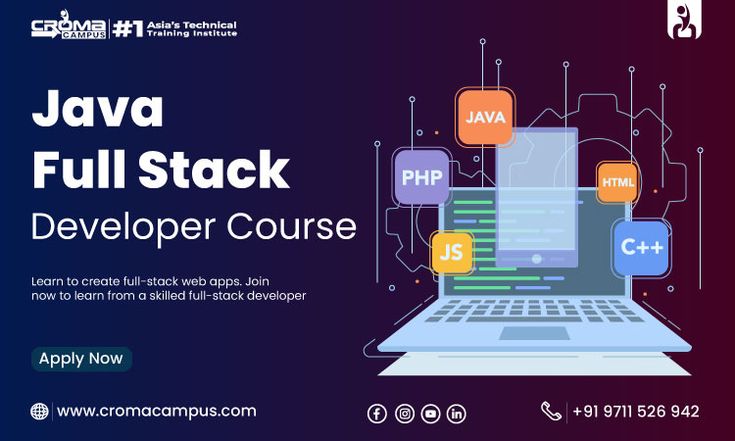 CROMA
CAMPUS
#1
Asia's Technical
Training Institute
Java
Full Stack
Developer Course
Learn to create full-stack web apps. Join
now to learn from a skilled full-stack developer
Apply Now
JAVA
PHP
HTML
JS
C++
www.cromacampus.com
+91 9711 526 942